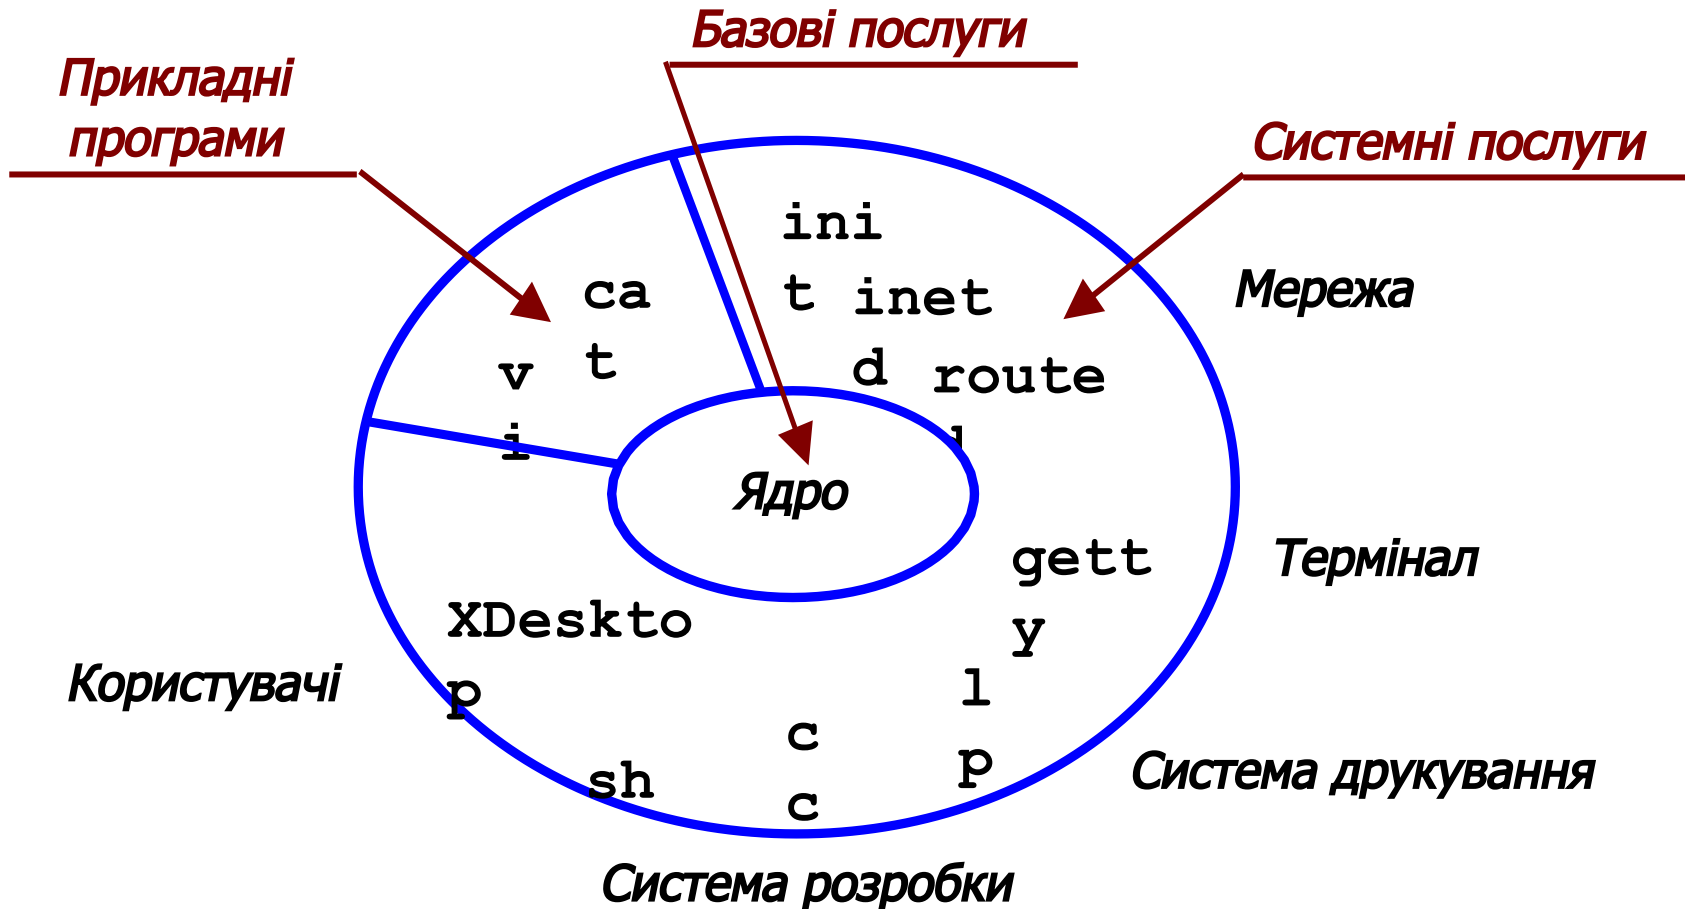 Базові послуги
Прикладні
програми
Системні послуги
ini
t
inet
d
route
d
Мережа
ca
t
v
i
Ядро
gett
y
Термінал
XDeskto
p
Користувачі
l
p
c
c
sh
Система друкування
Система розробки